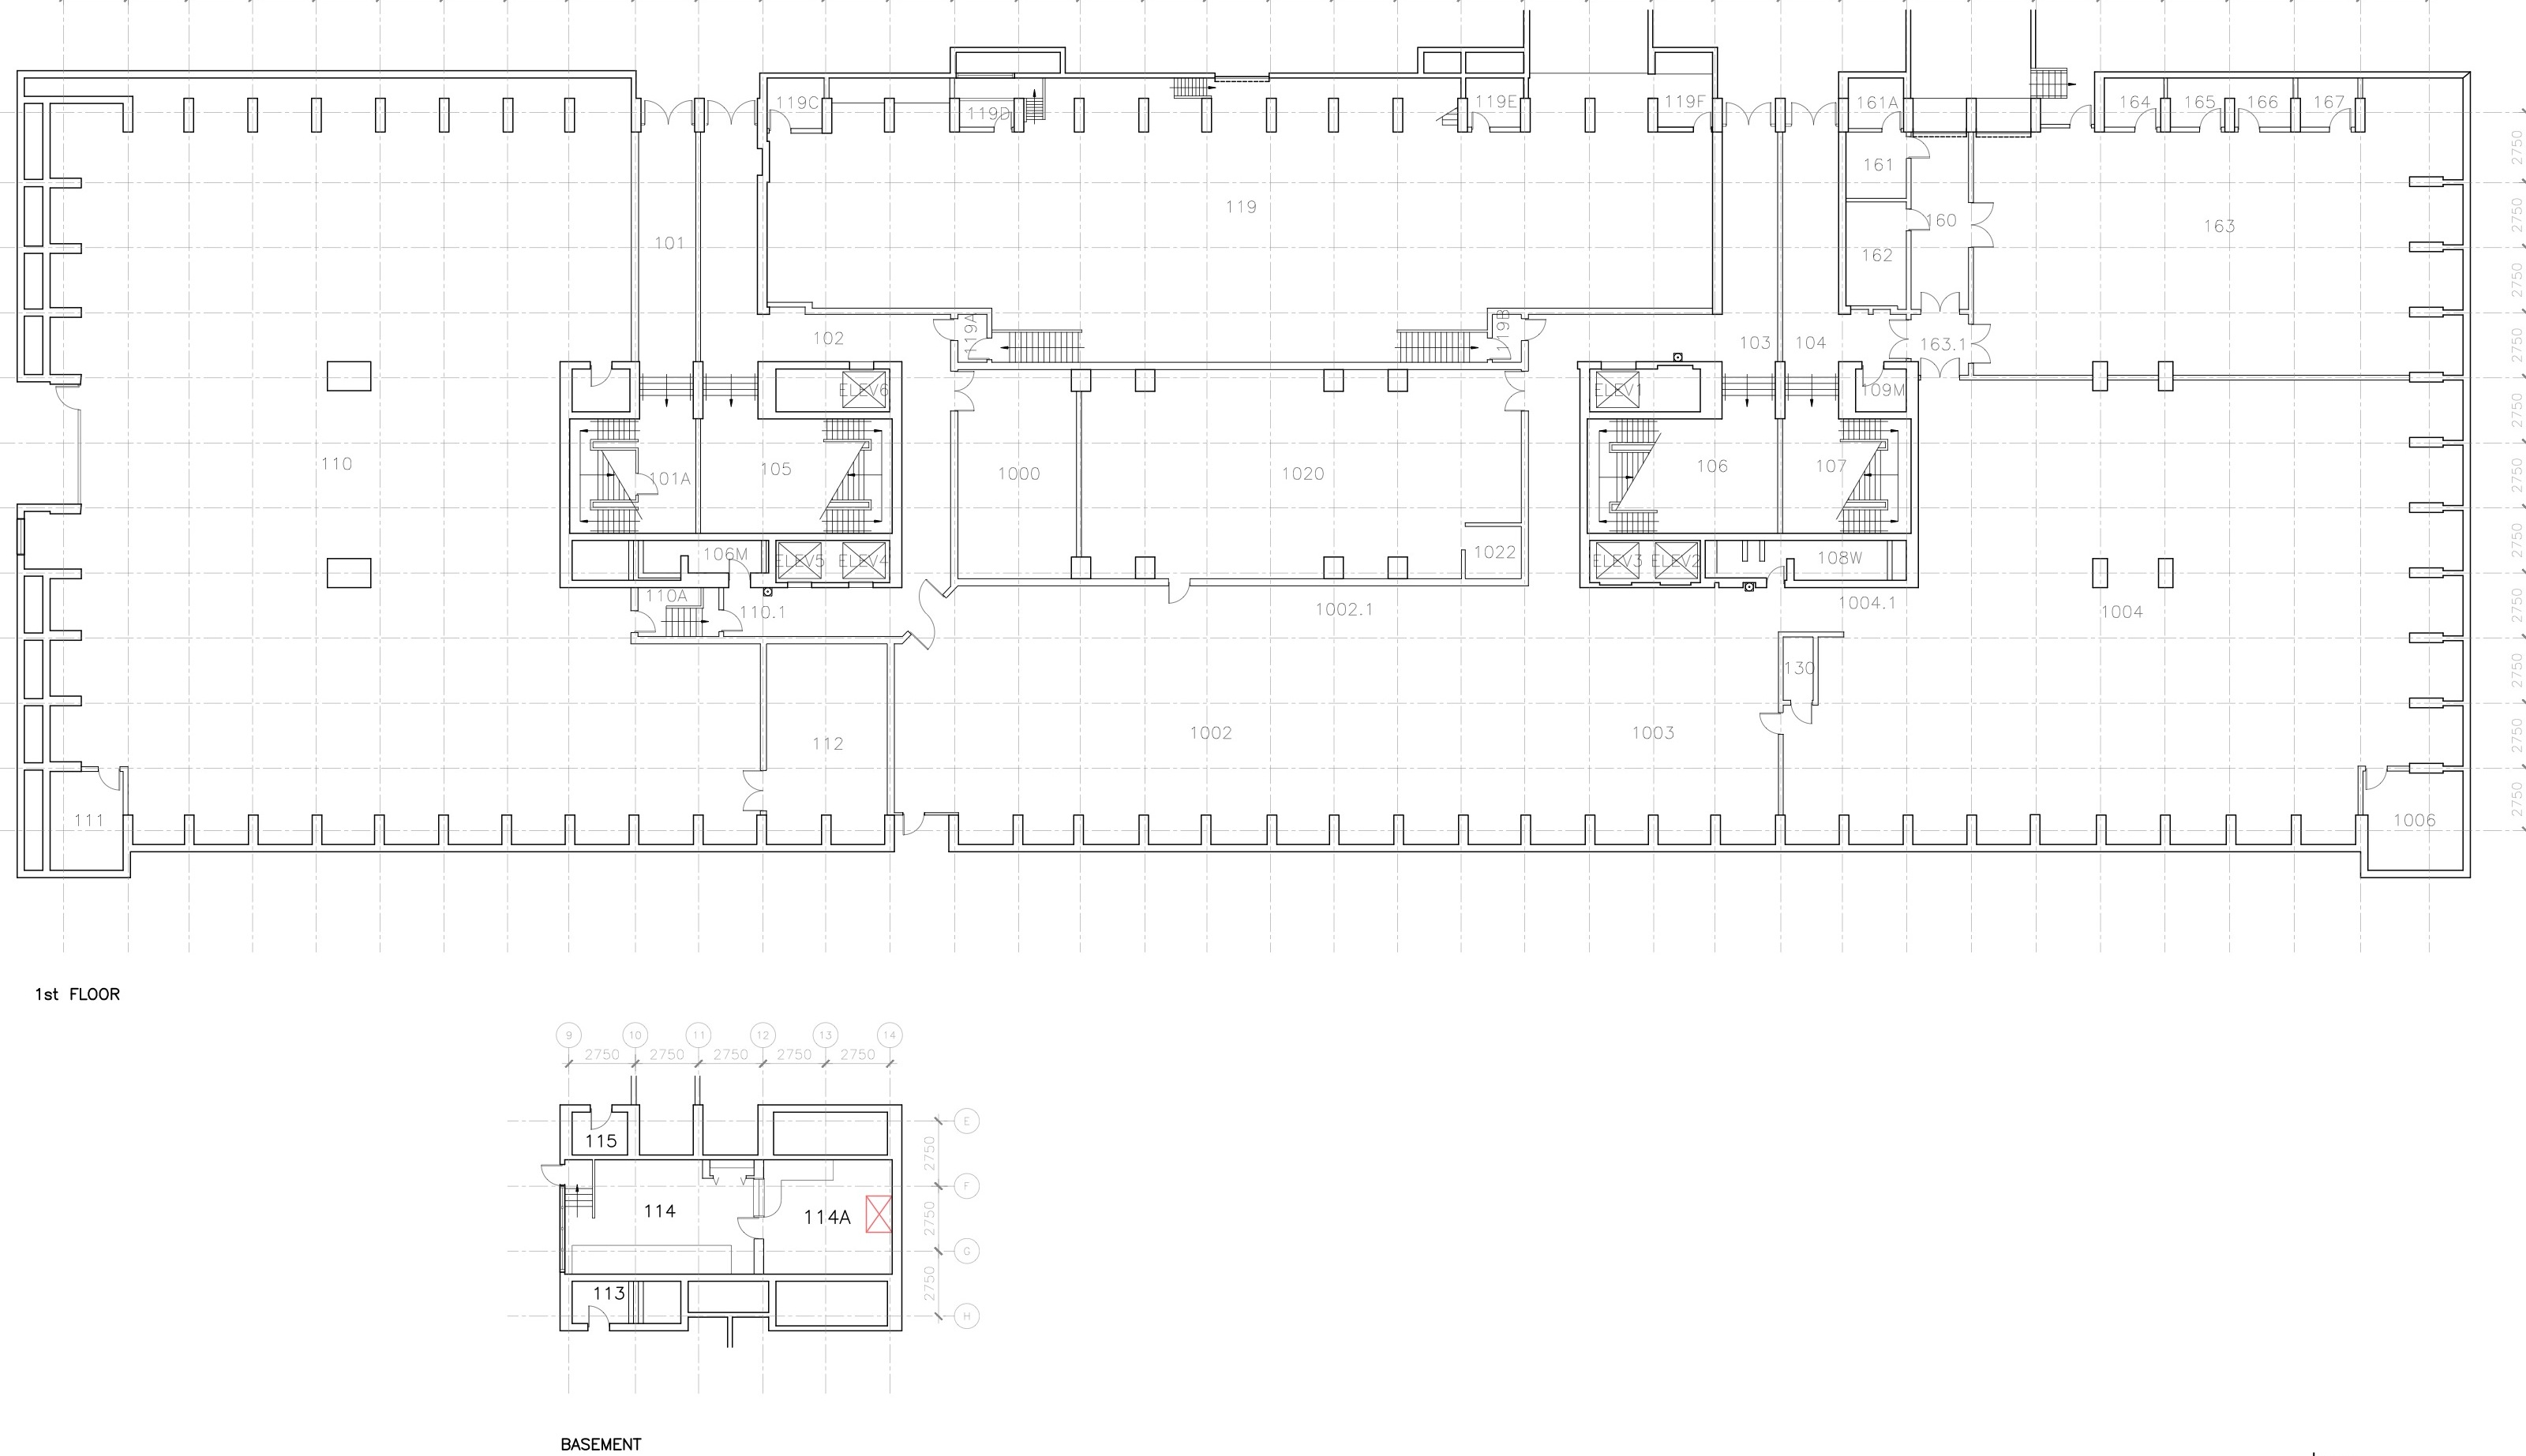 119C
119D
119E
119F
161A
164
165
166
167
2750
161
119
160
163
2750
101
162
2750
102
119A
119B
103
104
163.1
2750
ELEV6
ELEV1
109M
2750
110
101A
105
1000
1020
106
107
2750
106M
ELEV5
ELEV4
1022
ELEV3
ELEV2
108W
2750
110A
110.1
1002.1
1004.1
1004
2750
130
2750
112
1002
1003
2750
111
1006
2750
1st FLOOR
9
10
11
12
13
14
2750
2750
2750
2750
2750
E
115
2750
F
114
114A
2750
G
113
2750
H
BASEMENT